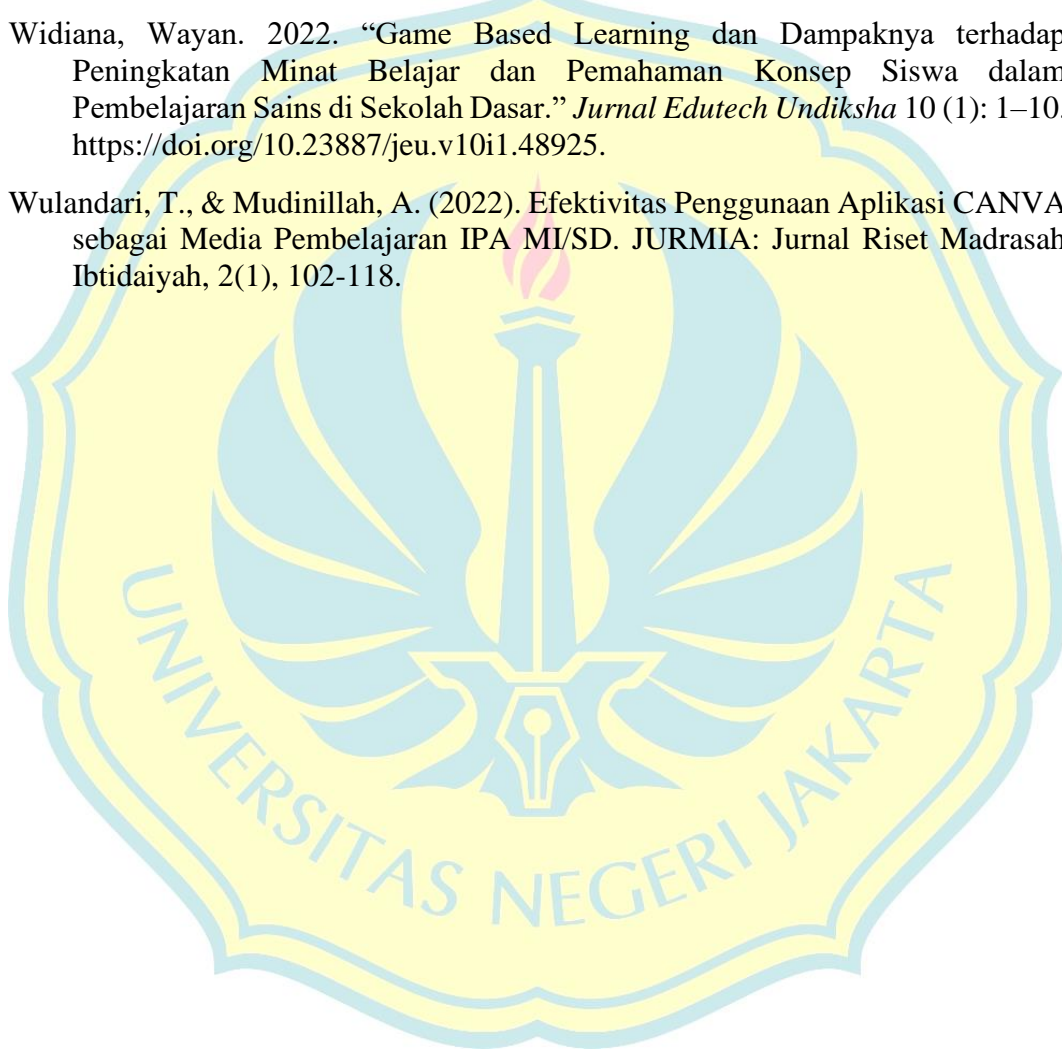 Widiana, Wayan. 2022. “Game Based Learning dan Dampaknya terhadap
Peningkatan Minat Belajar dan Pemahaman Konsep Siswa dalam
Pembelajaran Sains di Sekolah Dasar.” Jurnal Edutech Undiksha 10 (1): 1–10.
https://doi.org/10.23887/jeu.v10i1.48925.
Wulandari, T., & Mudinillah, A. (2022). Efektivitas Penggunaan Aplikasi CANVA
sebagai Media Pembelajaran IPA MI/SD. JURMIA: Jurnal Riset Madrasah
Ibtidaiyah, 2(1), 102-118.
UNIVERSITAS NEGERI JAKARTA